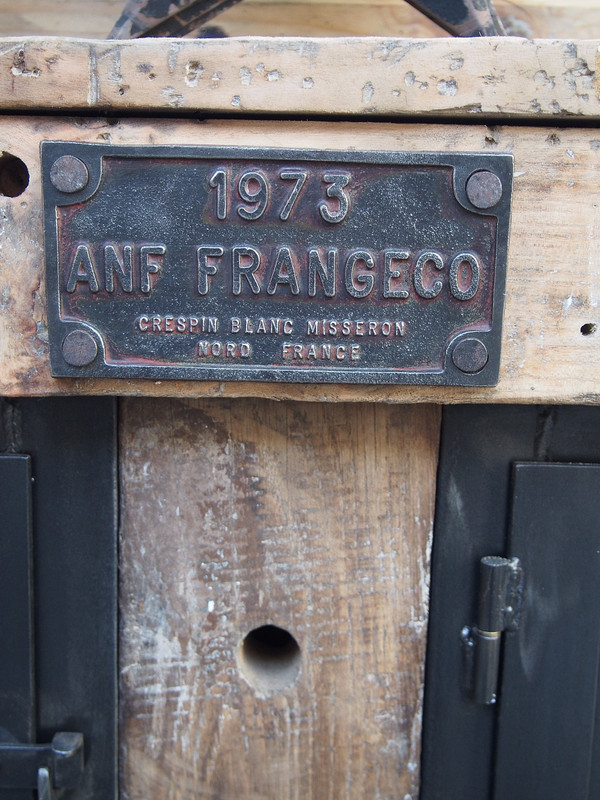 1973
ANF FRANGECO
CRESPIN BLANC MISSERON
NORD FRANCE